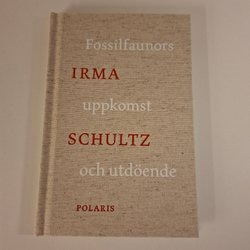 Fossilfaunors
IRMA
uppkomst
SCHULTZ
och utdöende
POLARIS